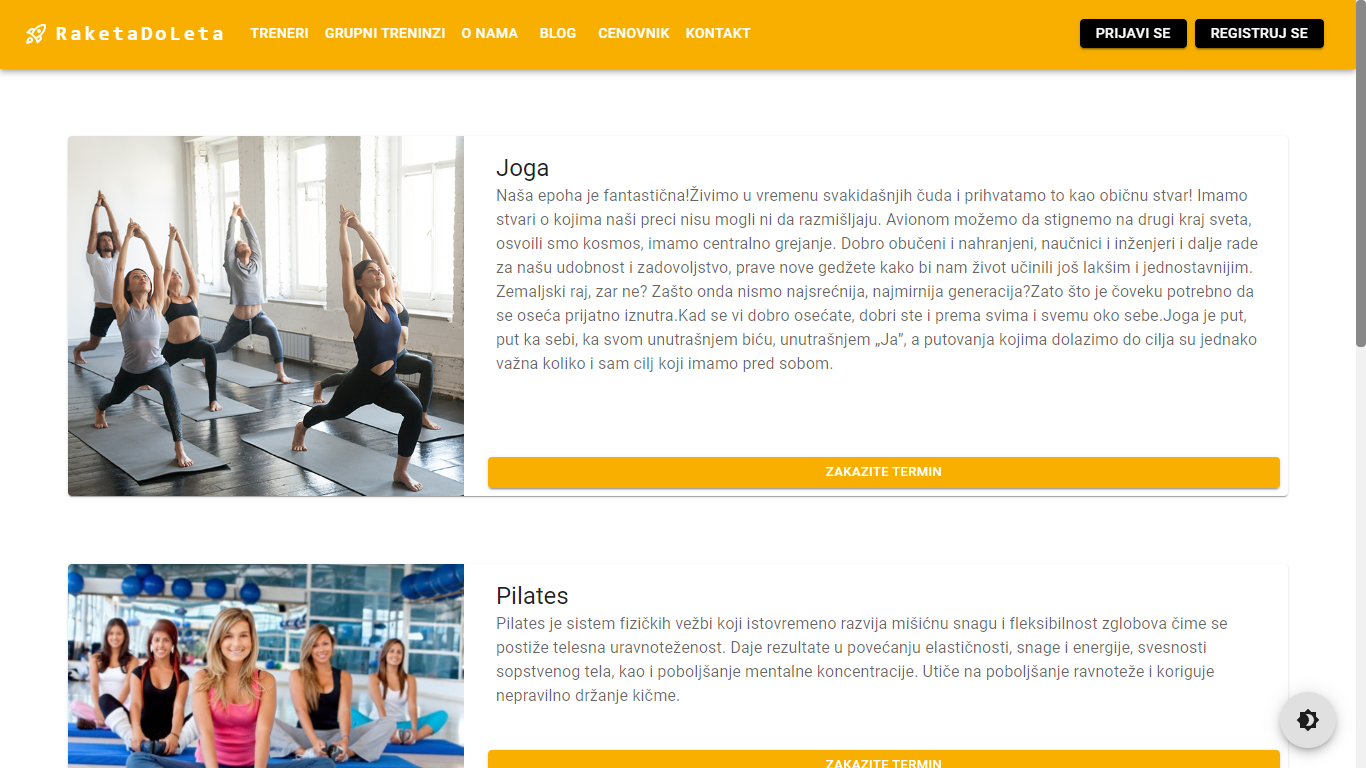 RaketaDoLeta TRENERI GRUPNI TRENINZI O NAMA BLOG CENOVNIK KONTAKT PRIJAVI SE REGISTRUJ SE
Joga
Naša epoha je fantastična!Živimo u vremenu svakidašnjih čuda i prihvatamo to kao običnu stvar! Imamo
stvari o kojima naši preci nisu mogli ni da razmišljaju. Avionom možemo da stignemo na drugi kraj sveta,
osvoili smo kosmos, imamo centralno grejanje. Dobro obučeni i nahranjeni, naučnici i inženjeri i dalje rade
za našu udobnost i zadovoljstvo, prave nove gedžete kako bi nam život učinili još lakšim i jednostavnijim.
Zemaljski raj, zar ne? Zašto onda nismo najsrećnija, najmirnija generacija?Zato što je čoveku potrebno da
se oseća prijatno iznutra.Kad se vi dobro osećate, dobri ste i prema svima i svemu oko sebe.Joga je put,
put ka sebi, ka svom unutrašnjem biću, unutrašnjem „Ja”, a putovanja kojima dolazimo do cilja su jednako
važna koliko i sam cilj koji imamo pred sobom.
ZAKAZITE TERMIN
Pilates
Pilates je sistem fizičkih vežbi koji istovremeno razvija mišićnu snagu i fleksibilnost zglobova čime se
postiže telesna uravnoteženost. Daje rezultate u povećanju elastičnosti, snage i energije, svesnosti
sopstvenog tela, kao i poboljšanje mentalne koncentracije. Utiče na poboljšanje ravnoteže i koriguje
nepravilno držanje kičme.
ZAKAZITE TERMIN